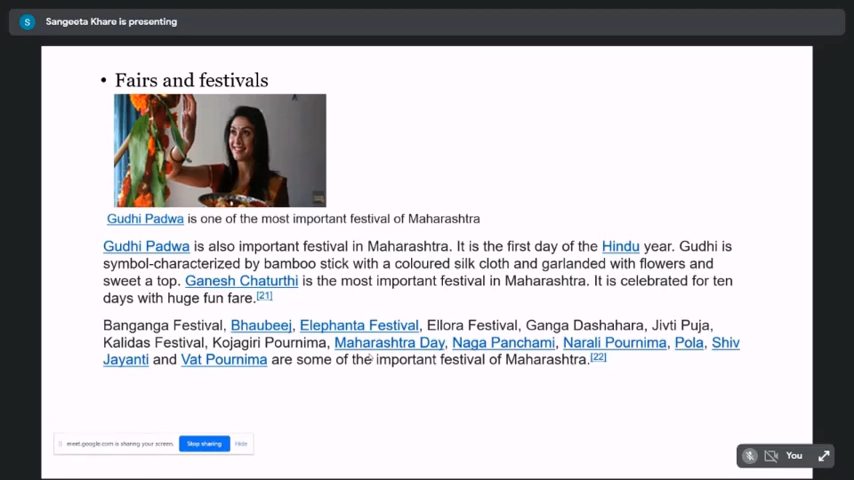 S Sangeeta Khare is presenting
• Fairs and festivals
Gudhi Padwa is one of the most important festival of Maharashtra
Gudhi Padwa is also important festival in Maharashtra. It is the first day of the Hindu year. Gudhi is
symbol-characterized by bamboo stick with a coloured silk cloth and garlanded with flowers and
sweet a top. Ganesh Chaturthi is the most important festival in Maharashtra. It is celebrated for ten
days with huge fun fare.[21]
Banganga Festival, Bhaubeej, Elephanta Festival, Ellora Festival, Ganga Dashahara, Jivti Puja,
Kalidas Festival, Kojagiri Pournima, Maharashtra Day, Naga Panchami, Narali Pournima, Pola, Shiv
Jayanti and Vat Pournima are some of the important festival of Maharashtra.[22]
meet.google.com is sharing your screen. Stop sharing Hide
You